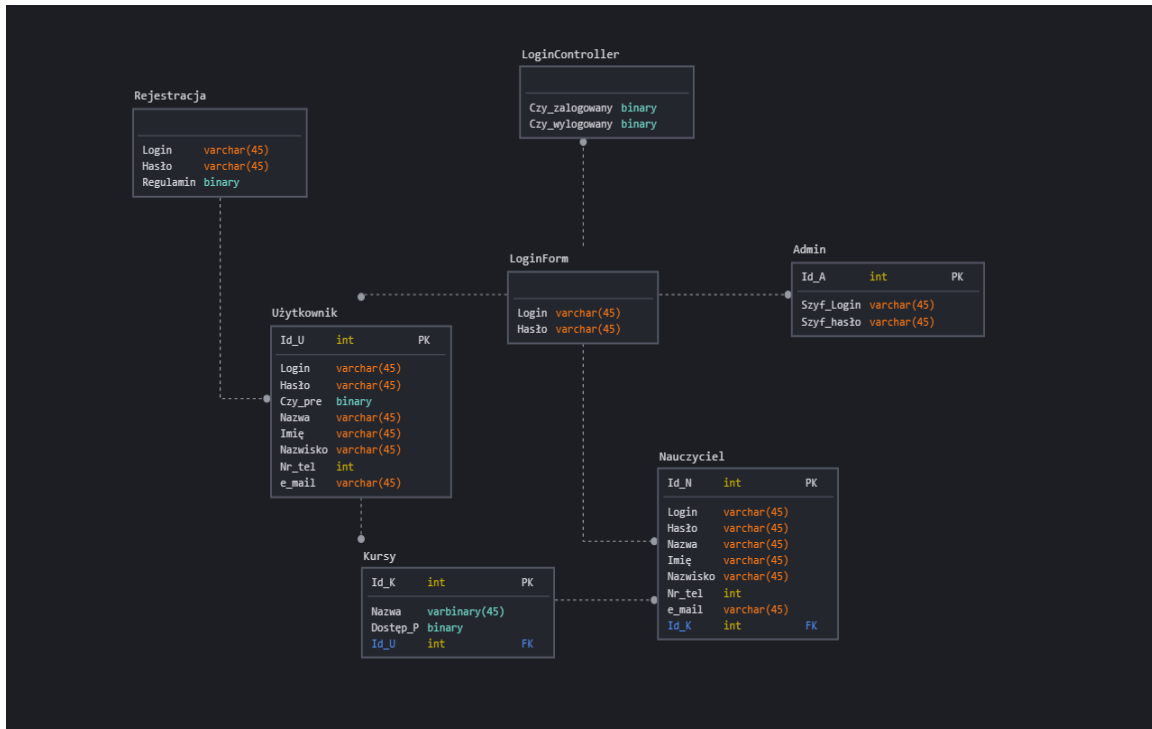 LoginController
Czy_zalogowany binary
Czy_wylogowany binary
Rejestracja
Login varchar(45)
Hasło varchar(45)
Regulamin binary
LoginForm
Login varchar(45)
Hasło varchar(45)
Admin
Id_A int PK
Szyf_Login varchar(45)
Szyf_hasło varchar(45)
Użytkownik
Id_U int PK
Login varchar(45)
Hasło varchar(45)
Czy_pre binary
Nazwa varchar(45)
Imię varchar(45)
Nazwisko varchar(45)
Nr_tel int
e_mail varchar(45)
Nauczyciel
Id_N int PK
Login varchar(45)
Hasło varchar(45)
Nazwa varchar(45)
Imię varchar(45)
Nazwisko varchar(45)
Nr_tel int
e_mail varchar(45)
Id_K int FK
Kursy
Id_K int PK
Nazwa varbinary(45)
Dostęp_P binary
Id_U int FK